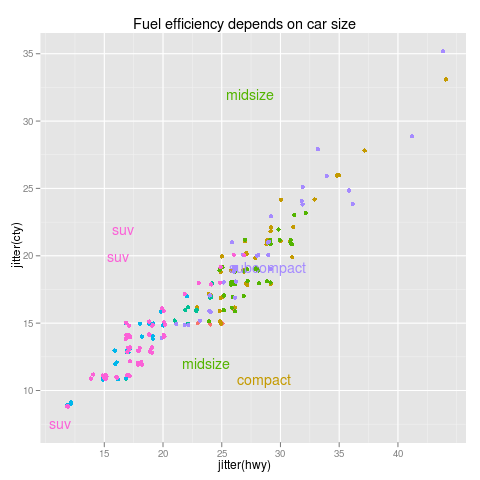 Fuel efficiency depends on car size
35
midsize
30
25
suv
jitter(cty)
20
suv
subcompact
15
midsize
compact
10
suv
15
20
25
30
35
40
jitter(hwy)